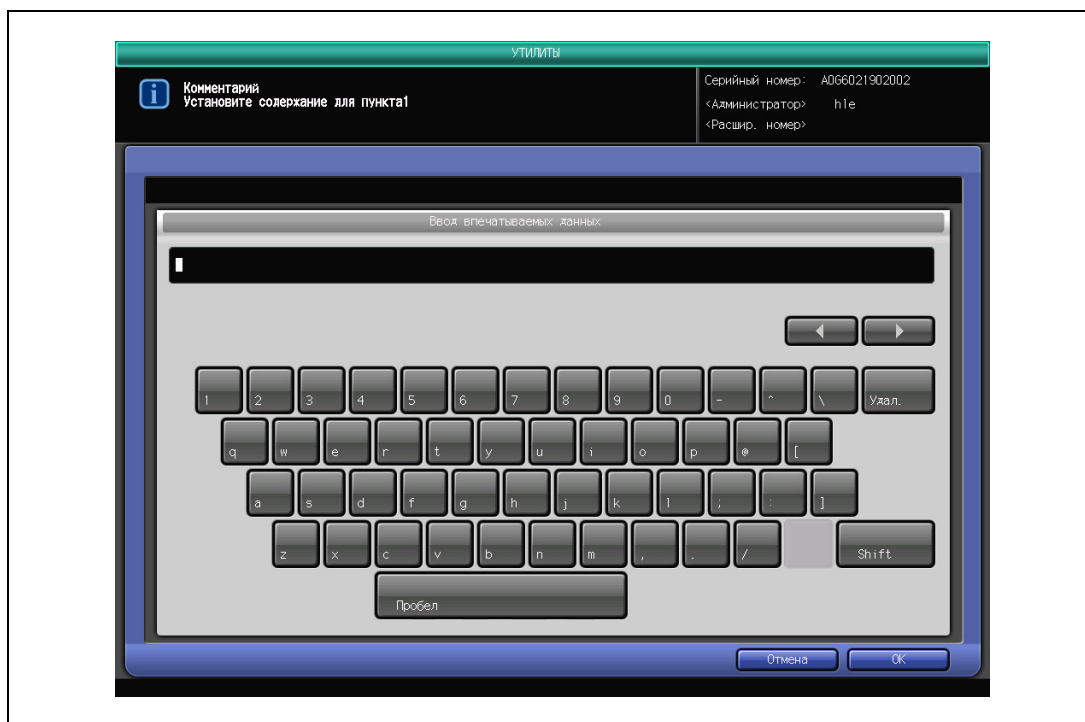 УТИЛИТЫ
Комментарий
Установите содержание для пункта1
Серийный номер: A0G6021902002
<Администратор> hle
<Расшир. номер>
Ввод впечатываемых данных
1 2 3 4 5 6 7 8 9 0 - ^ \ Удал.
q w e r t y u i o p @ [
a s d f g h j k l ; : ]
z x c v b n m , . / Shift
Пробел
Отмена OK